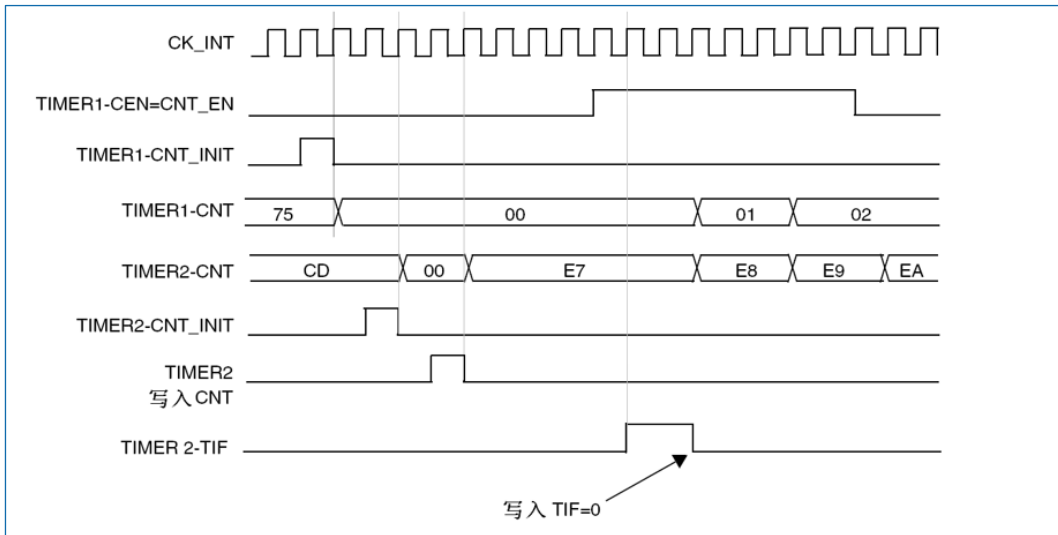 CK_INT
TIMER1-CEN=CNT_EN
TIMER1-CNT_INIT
TIMER1-CNT 75 00 01 02
TIMER2-CNT CD 00 E7 E8 E9 EA
TIMER2-CNT_INIT
TIMER2
写入 CNT
TIMER 2-TIF
写入 TIF=0